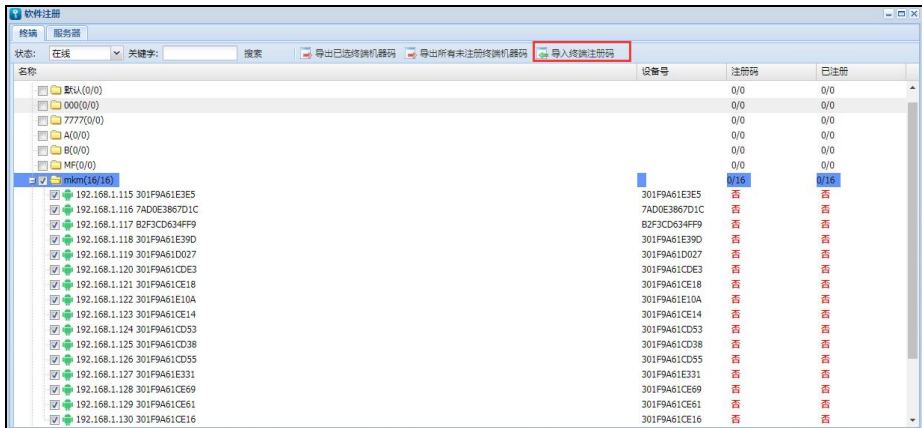 软件注册
终端 服务器
状态: 在线 关键字: 搜索 导出已选终端机器码 导出所有未注册终端机器码 导入终端注册码
名称 设备号 注册码 已注册
默认(0/0) 0/0 0/0
000(0/0) 0/0 0/0
7777(0/0) 0/0 0/0
A(0/0) 0/0 0/0
B(0/0) 0/0 0/0
MF(0/0) 0/0 0/0
mkm(16/16) 0/16 0/16
192.168.1.115 301F9A61E3E5 301F9A61E3E5 否 否
192.168.1.116 7AD0E3867D1C 7AD0E3867D1C 否 否
192.168.1.117 B2F3CD634FF9 B2F3CD634FF9 否 否
192.168.1.118 301F9A61E39D 301F9A61E39D 否 否
192.168.1.119 301F9A61D027 301F9A61D027 否 否
192.168.1.120 301F9A61CDE3 301F9A61CDE3 否 否
192.168.1.121 301F9A61CE18 301F9A61CE18 否 否
192.168.1.122 301F9A61E10A 301F9A61E10A 否 否
192.168.1.123 301F9A61CE14 301F9A61CE14 否 否
192.168.1.124 301F9A61CD53 301F9A61CD53 否 否
192.168.1.125 301F9A61CD38 301F9A61CD38 否 否
192.168.1.126 301F9A61CD55 301F9A61CD55 否 否
192.168.1.127 301F9A61E331 301F9A61E331 否 否
192.168.1.128 301F9A61CE69 301F9A61CE69 否 否
192.168.1.129 301F9A61CE61 301F9A61CE61 否 否
192.168.1.130 301F9A61CE16 301F9A61CE16 否 否